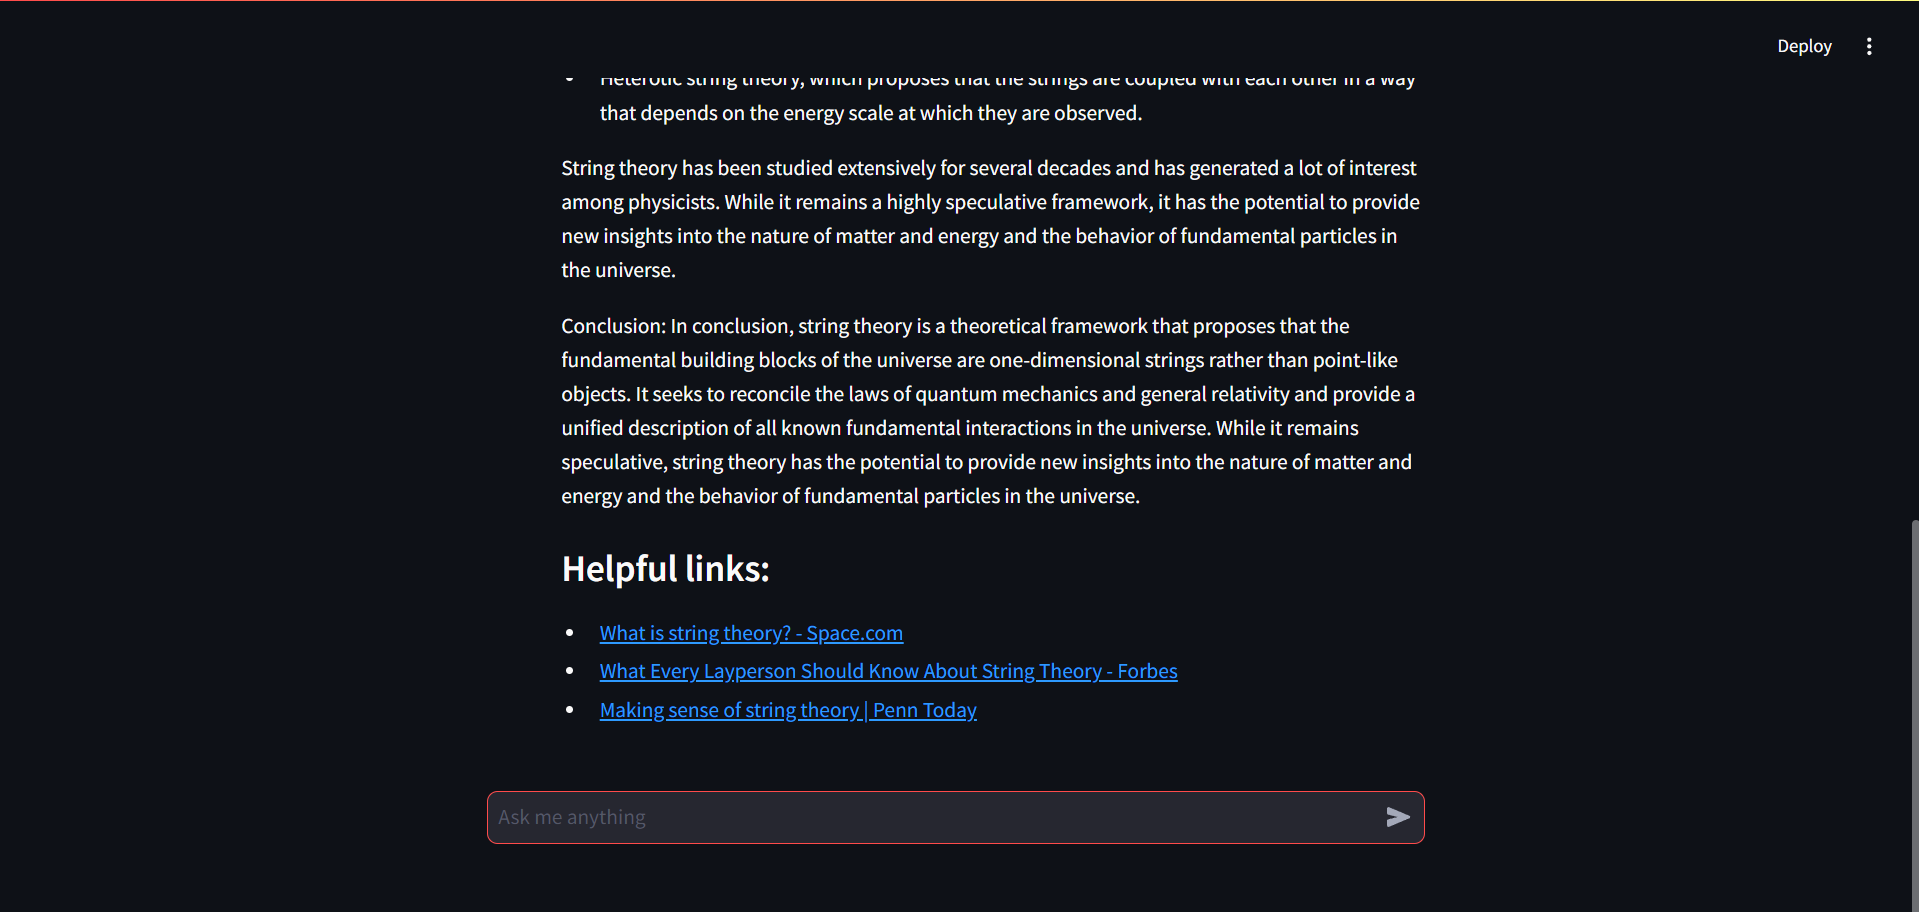 Deploy
Heterotic string theory, which proposes that the strings are coupled with each other in a way
that depends on the energy scale at which they are observed.
String theory has been studied extensively for several decades and has generated a lot of interest
among physicists. While it remains a highly speculative framework, it has the potential to provide
new insights into the nature of matter and energy and the behavior of fundamental particles in
the universe.
Conclusion: In conclusion, string theory is a theoretical framework that proposes that the
fundamental building blocks of the universe are one-dimensional strings rather than point-like
objects. It seeks to reconcile the laws of quantum mechanics and general relativity and provide a
unified description of all known fundamental interactions in the universe. While it remains
speculative, string theory has the potential to provide new insights into the nature of matter and
energy and the behavior of fundamental particles in the universe.
Helpful links:
What is string theory? - Space.com
What Every Layperson Should Know About String Theory - Forbes
Making sense of string theory | Penn Today
Ask me anything